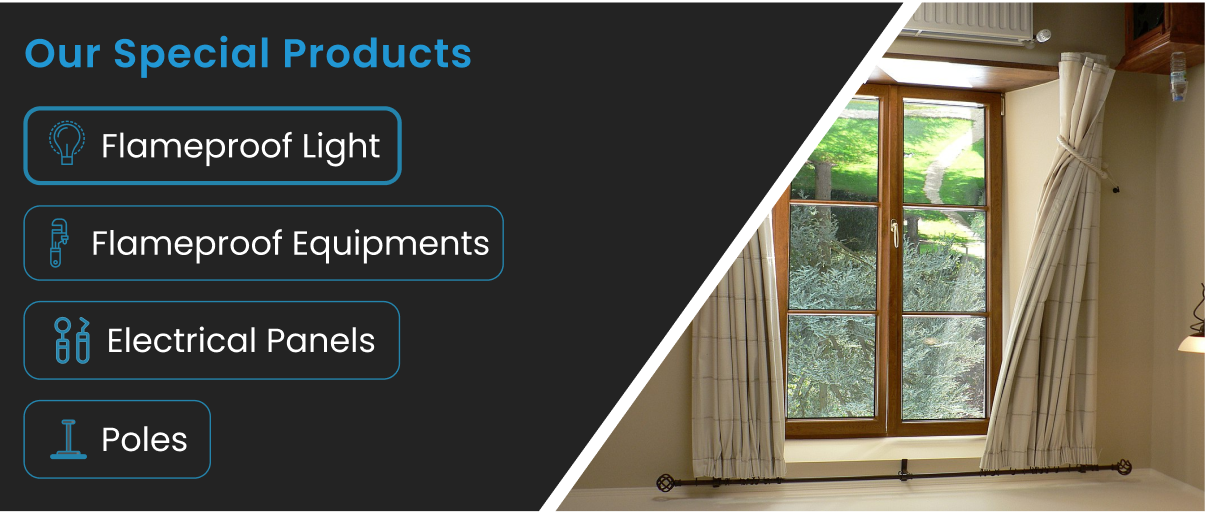 Our Special Products
Flameproof Light
Flameproof Equipments
Electrical Panels
Poles